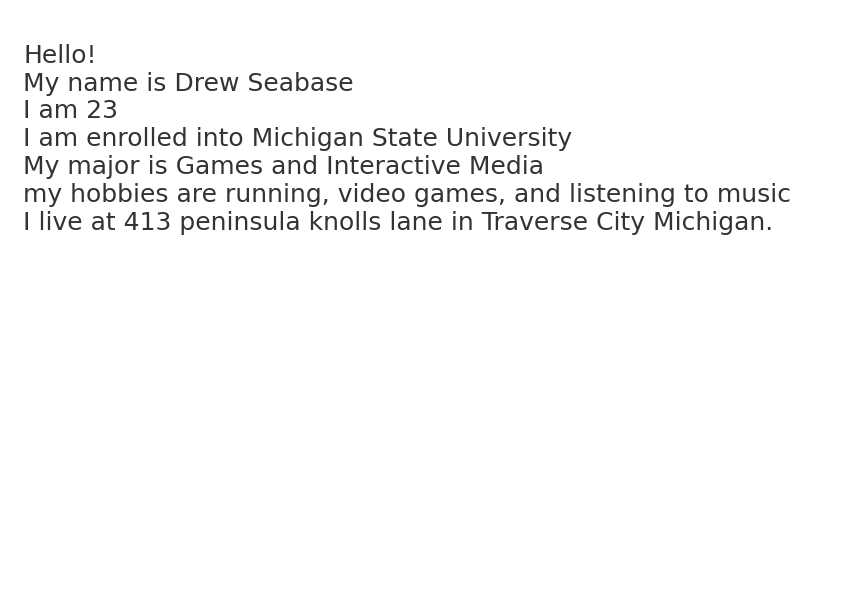 Hello!
My name is Drew Seabase
I am 23
I am enrolled into Michigan State University
My major is Games and Interactive Media
my hobbies are running, video games, and listening to music
I live at 413 peninsula knolls lane in Traverse City Michigan.